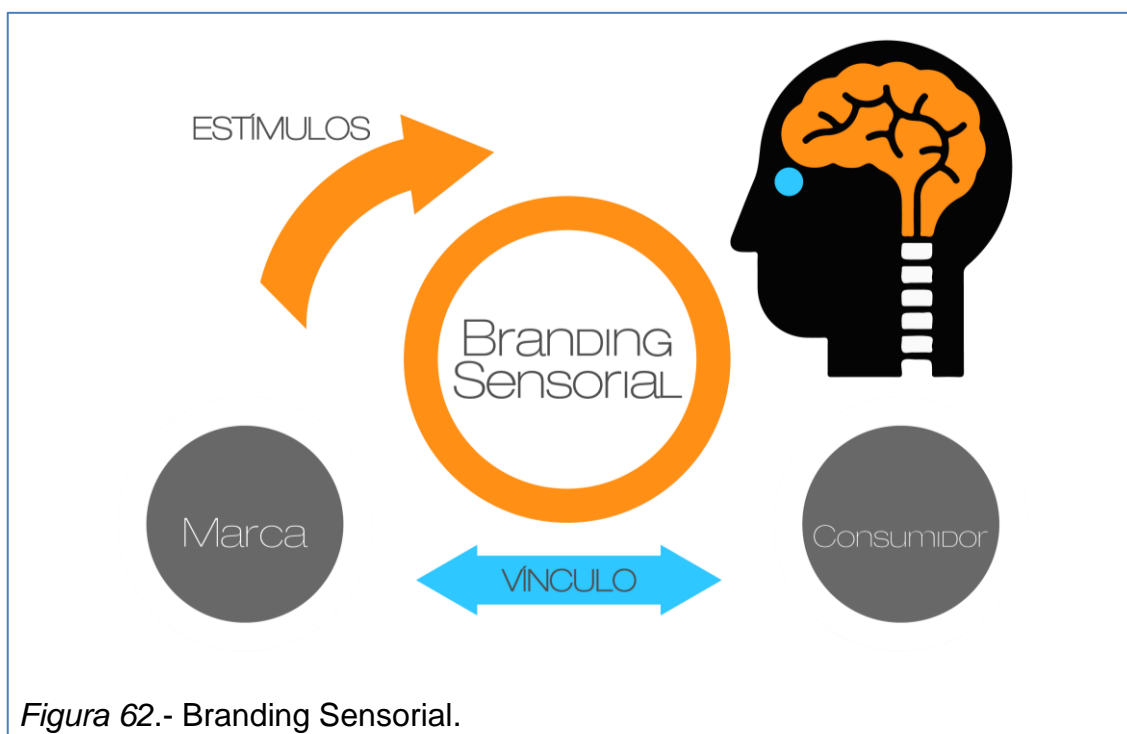 ESTÍMULOS
Branding
Sensorial
Marca
Consumidor
VÍNCULO
Figura 62.- Branding Sensorial.